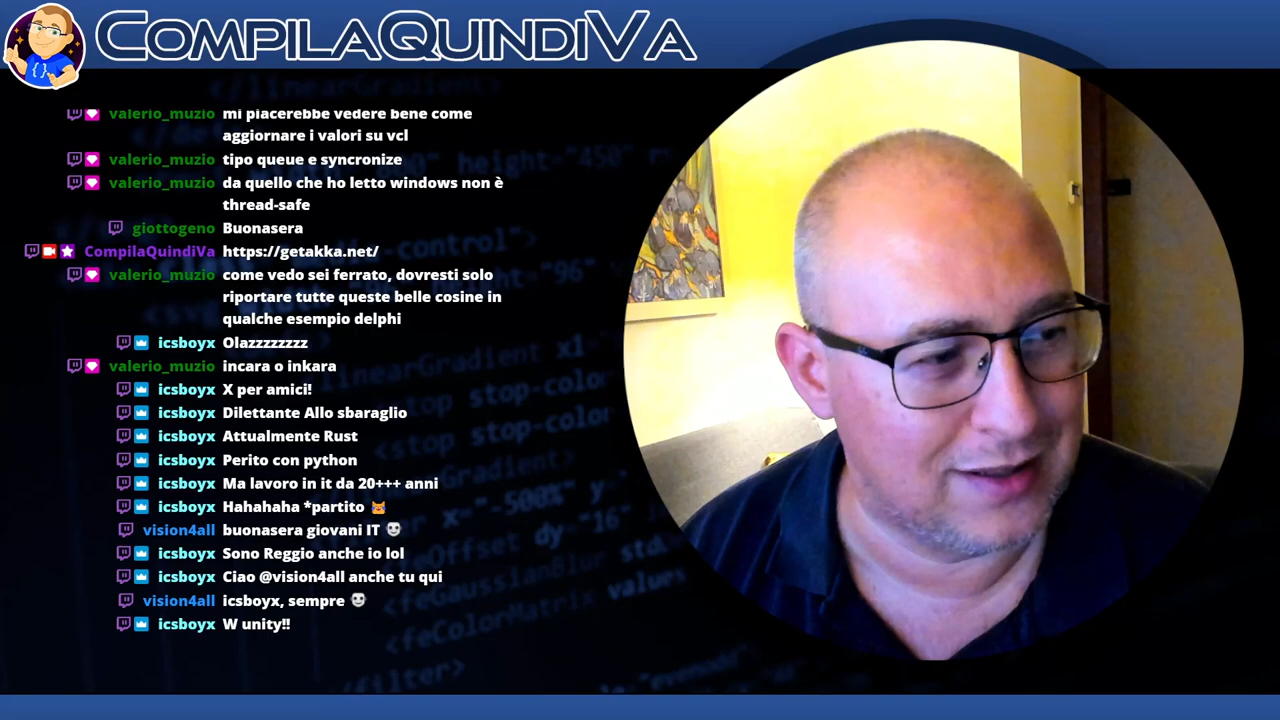 CompilaQuindiVa
valerio_muzio mi piacerebbe vedere bene come
aggiornare i valori su vcl
valerio_muzio tipo queue e syncronize
valerio_muzio da quello che ho letto windows non è
thread-safe
giottogeno Buonasera
CompilaQuindiVa https://getakka.net/
valerio_muzio come vedo sei ferrato, dovresti solo
riportare tutte queste belle cosine in
qualche esempio delphi
icsboyx Olazzzzzzzz
valerio_muzio incara o inkara
icsboyx X per amici!
icsboyx Dilettante Allo sbaraglio
icsboyx Attualmente Rust
icsboyx Perito con python
icsboyx Ma lavoro in it da 20+++ anni
icsboyx Hahahaha *partito
vision4all buonasera giovani IT
icsboyx Sono Reggio anche io lol
icsboyx Ciao @vision4all anche tu qui
vision4all icsboyx, sempre
icsboyx W unity!!